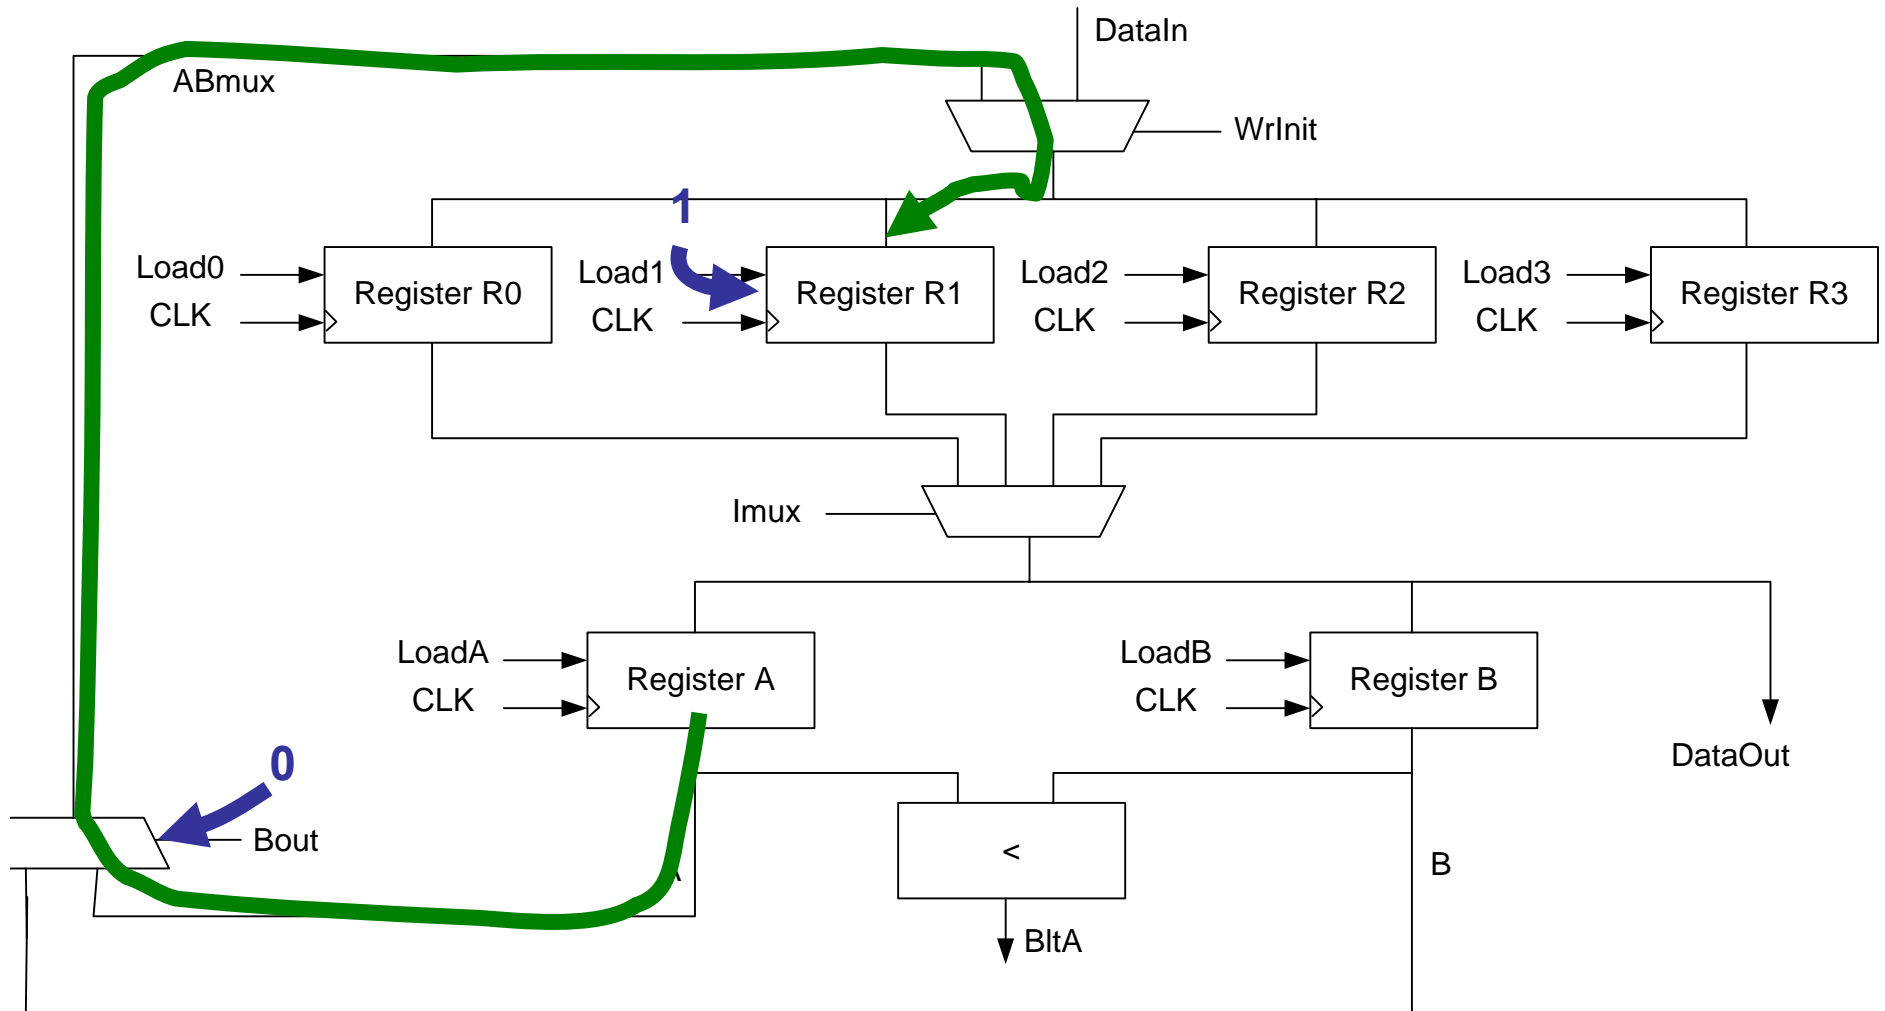 DataIn
ABmux
WrInit
1
Load0
CLK
Register R0
Load1
CLK
Register R1
Load2
CLK
Register R2
Load3
CLK
Register R3
Imux
LoadA
CLK
Register A
LoadB
CLK
Register B
DataOut
0
Bout
<
B
BltA